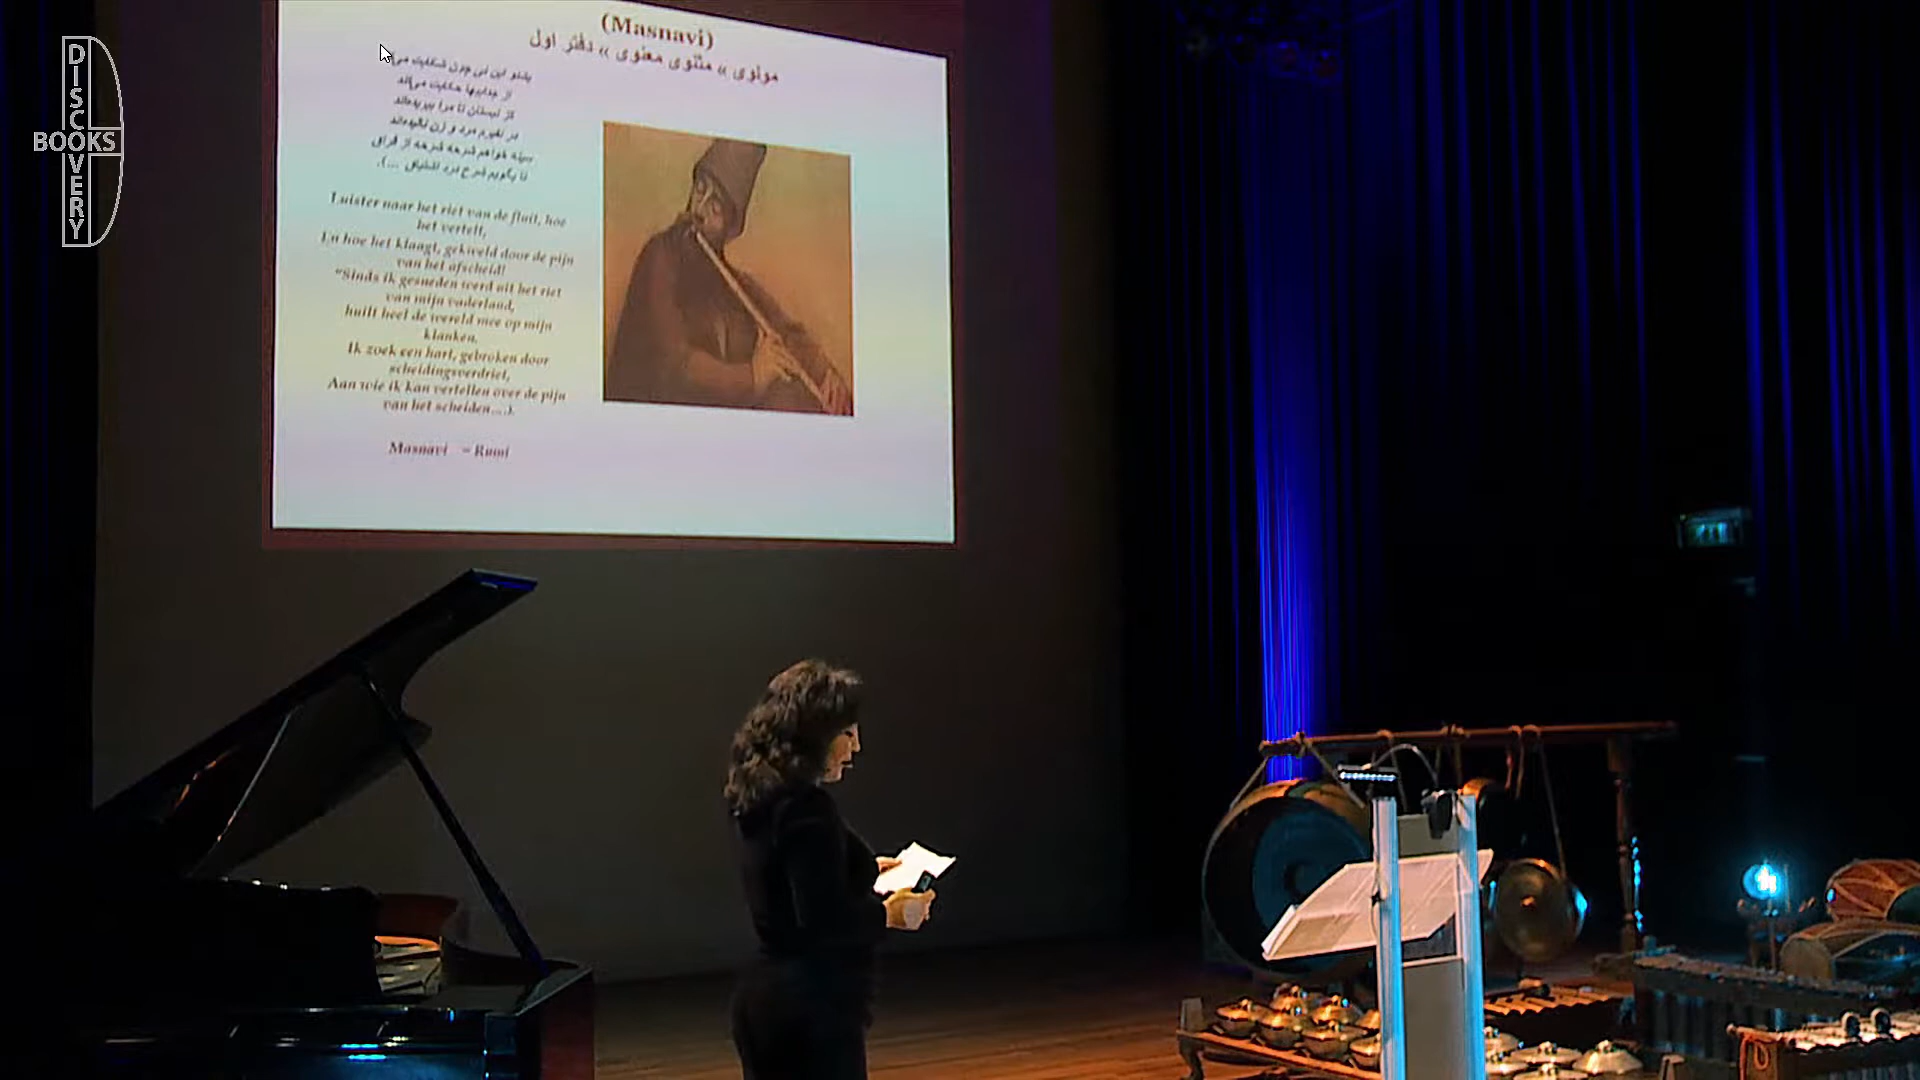 DISCOVERY
BOOKS
(Masnavi)
مولوی » مثنوی معنوی » دفتر اول
بشنو این نی چون شکایت می
از جداییها حکایت می‌کند
کز نیستان تا مرا ببریده‌اند
در نفیرم مرد و زن نالیده‌اند
سینه خواهم شرحه شرحه از فراق
تا بگویم شرح درد اشتیاق ...).
Luister naar het riet van de fluit, hoe
het vertelt,
En hoe het klaagt, gekweld door de pijn
van het afscheid!
"Sinds ik gesneden werd uit het riet
van mijn vaderland,
huilt heel de wereld mee op mijn
klanken.
Ik zoek een hart, gebroken door
scheidingsverdriet,
Aan wie ik kan vertellen over de pijn
van het scheiden....).
Masnavi – Rumi